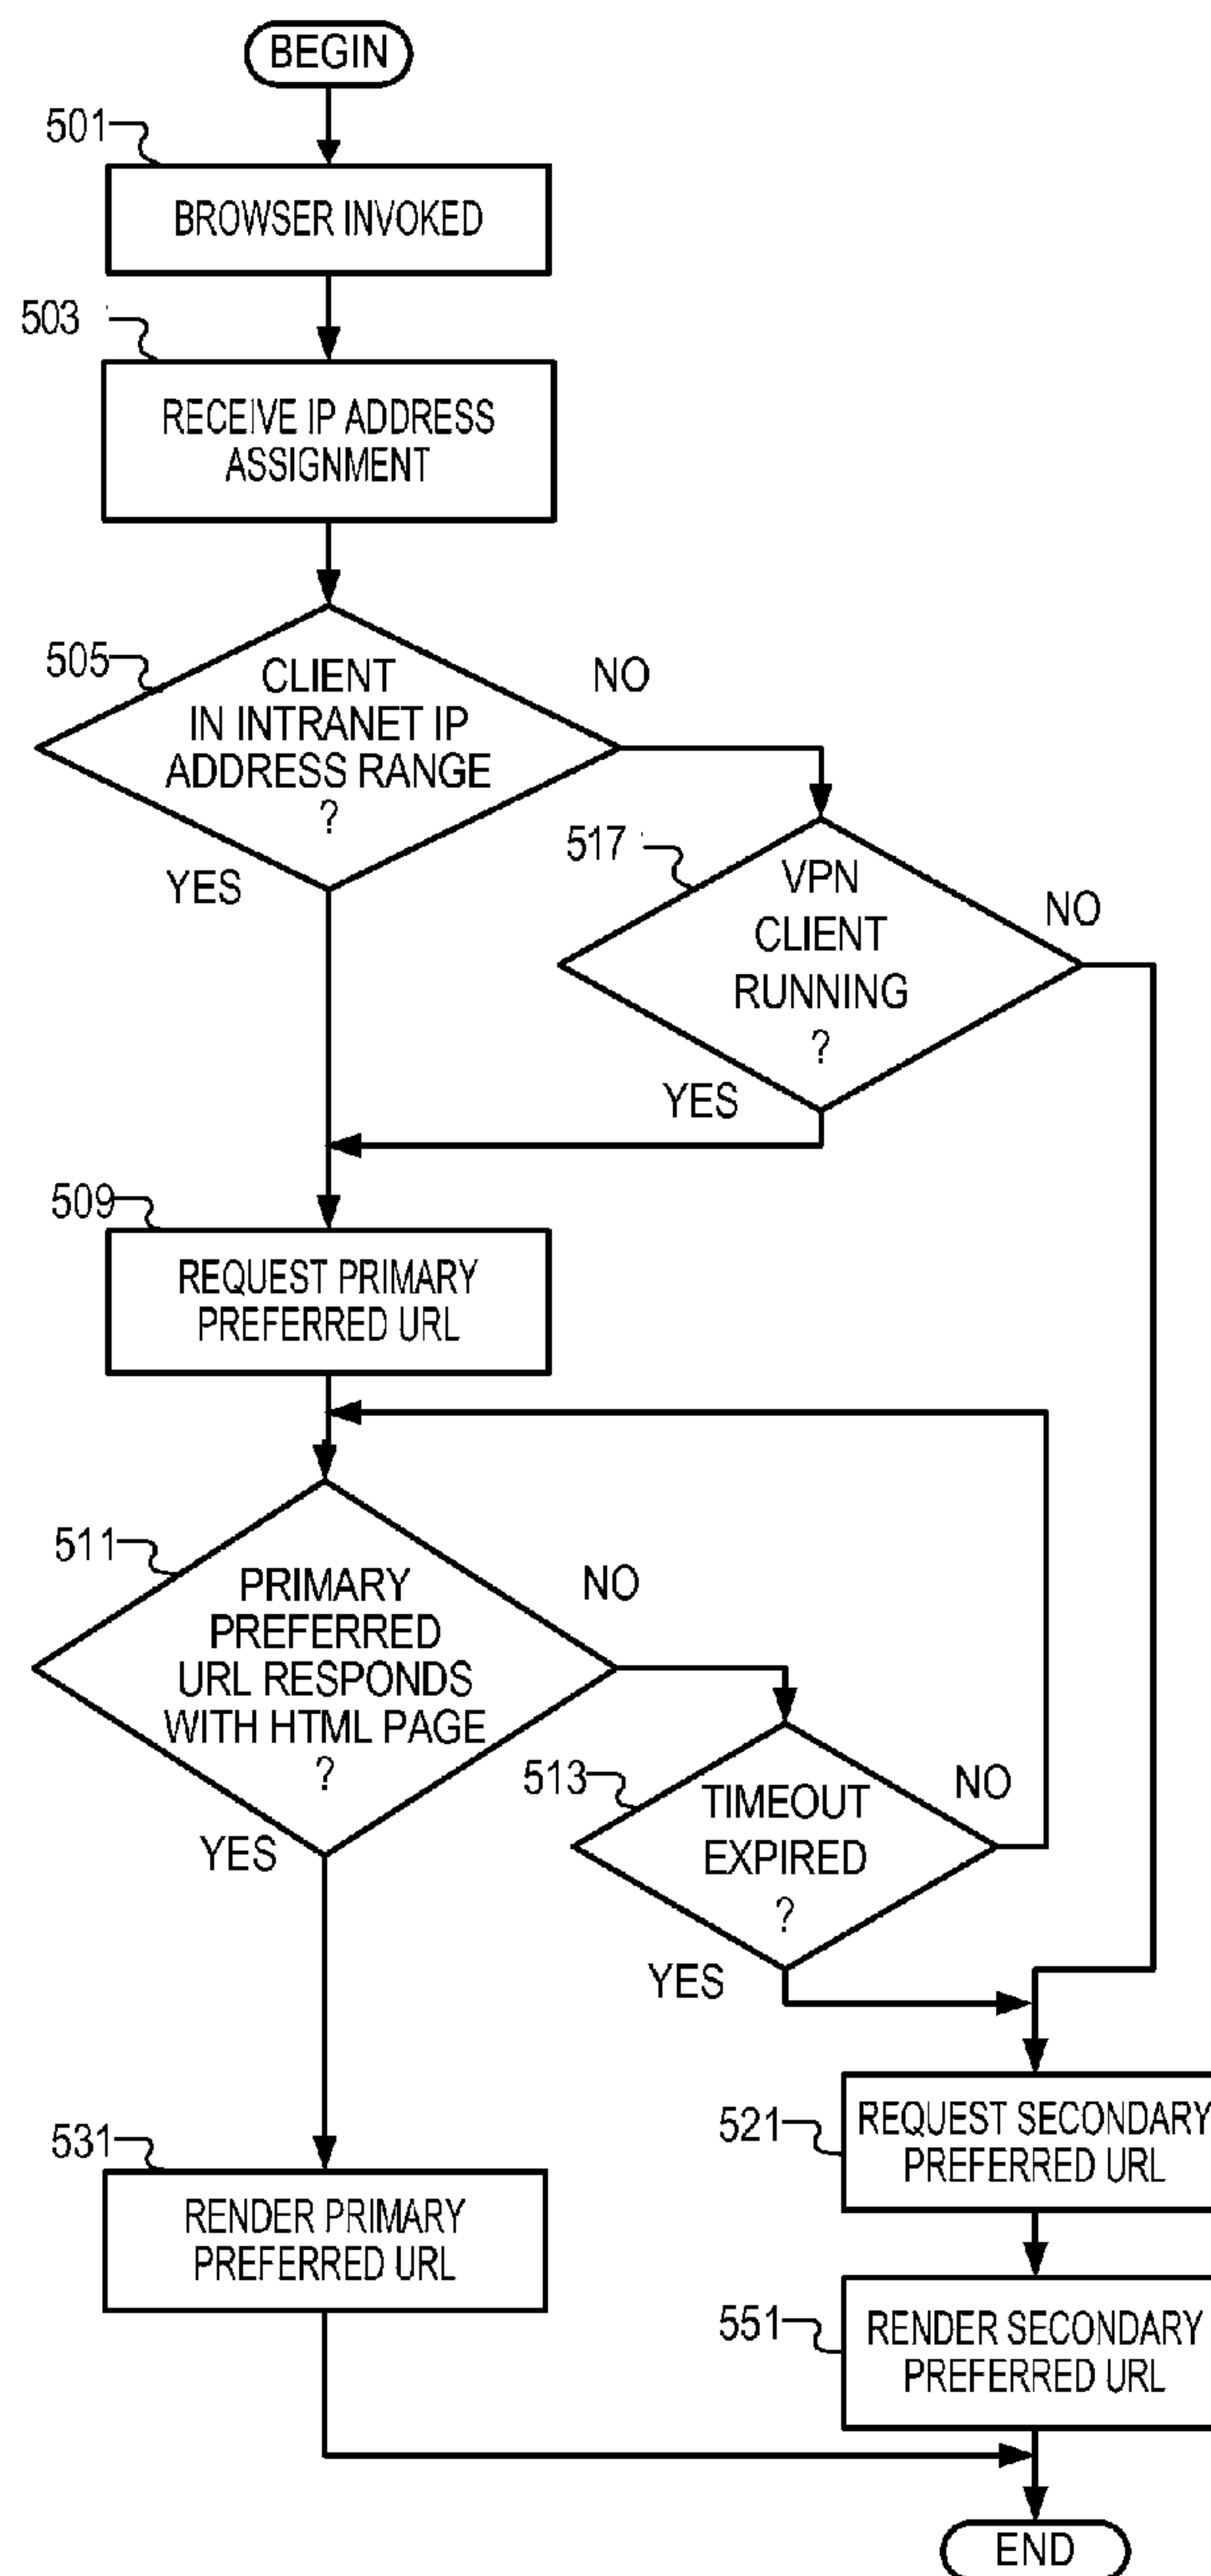 BEGIN
501
BROWSER INVOKED
503
RECEIVE IP ADDRESS
ASSIGNMENT
505
CLIENT
IN INTRANET IP
ADDRESS RANGE
?
NO
YES
517
VPN
CLIENT
RUNNING
?
NO
YES
509
REQUEST PRIMARY
PREFERRED URL
511
PRIMARY
PREFERRED
URL RESPONDS
WITH HTML PAGE
?
NO
YES
513
TIMEOUT
EXPIRED
?
NO
YES
521
REQUEST SECONDARY
PREFERRED URL
531
RENDER PRIMARY
PREFERRED URL
551
RENDER SECONDARY
PREFERRED URL
END